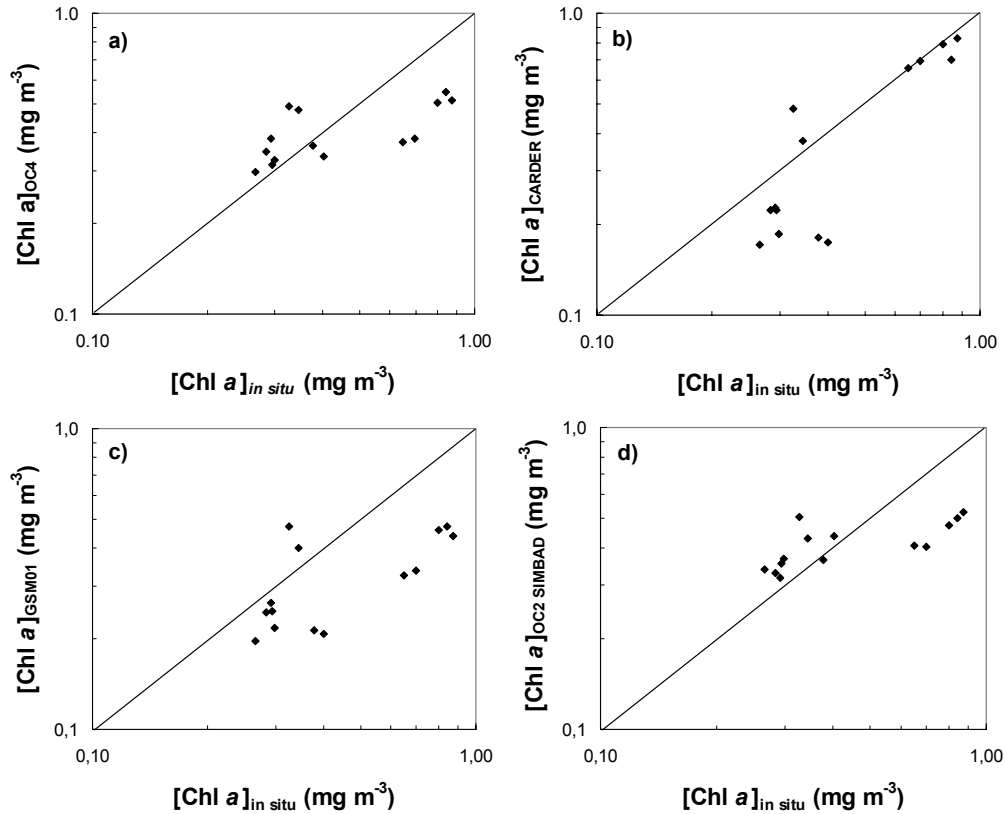 a)
1.0
0.1
0.10
1.00
[Chl a]OC4 (mg m-3)
[Chl a]in situ (mg m-3)
b)
1.0
0.1
0.10
1.00
[Chl a]CARDER (mg m-3)
[Chl a]in situ (mg m-3)
c)
1,0
0,1
0,10
1,00
[Chl a]GSM01 (mg m-3)
[Chl a]in situ (mg m-3)
d)
1,0
0,1
0,10
1,00
[Chl a]OC2 SIMBAD (mg m-3)
[Chl a]in situ (mg m-3)